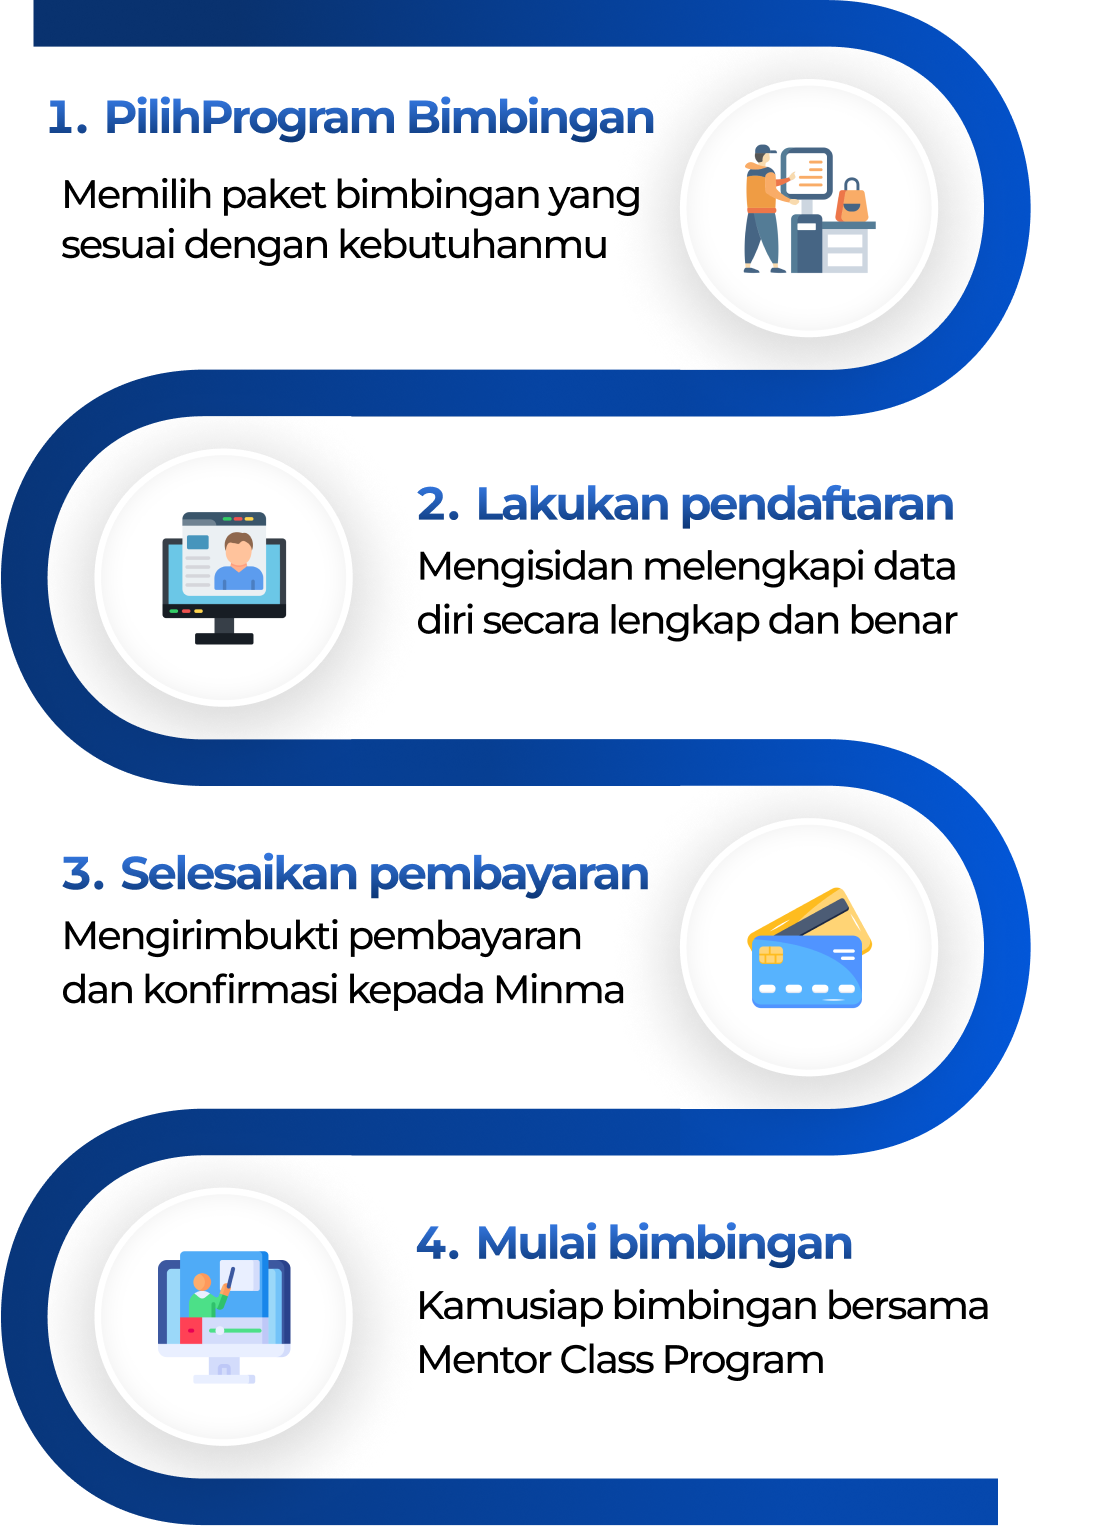 1. PilihProgram Bimbingan
Memilih paket bimbingan yang
sesuai dengan kebutuhanmu
2. Lakukan pendaftaran
Mengisidan melengkapi data
diri secara lengkap dan benar
3. Selesaikan pembayaran
Mengirimbukti pembayaran
dan konfirmasi kepada Minma
4. Mulai bimbingan
Kamusiap bimbingan bersama
Mentor Class Program